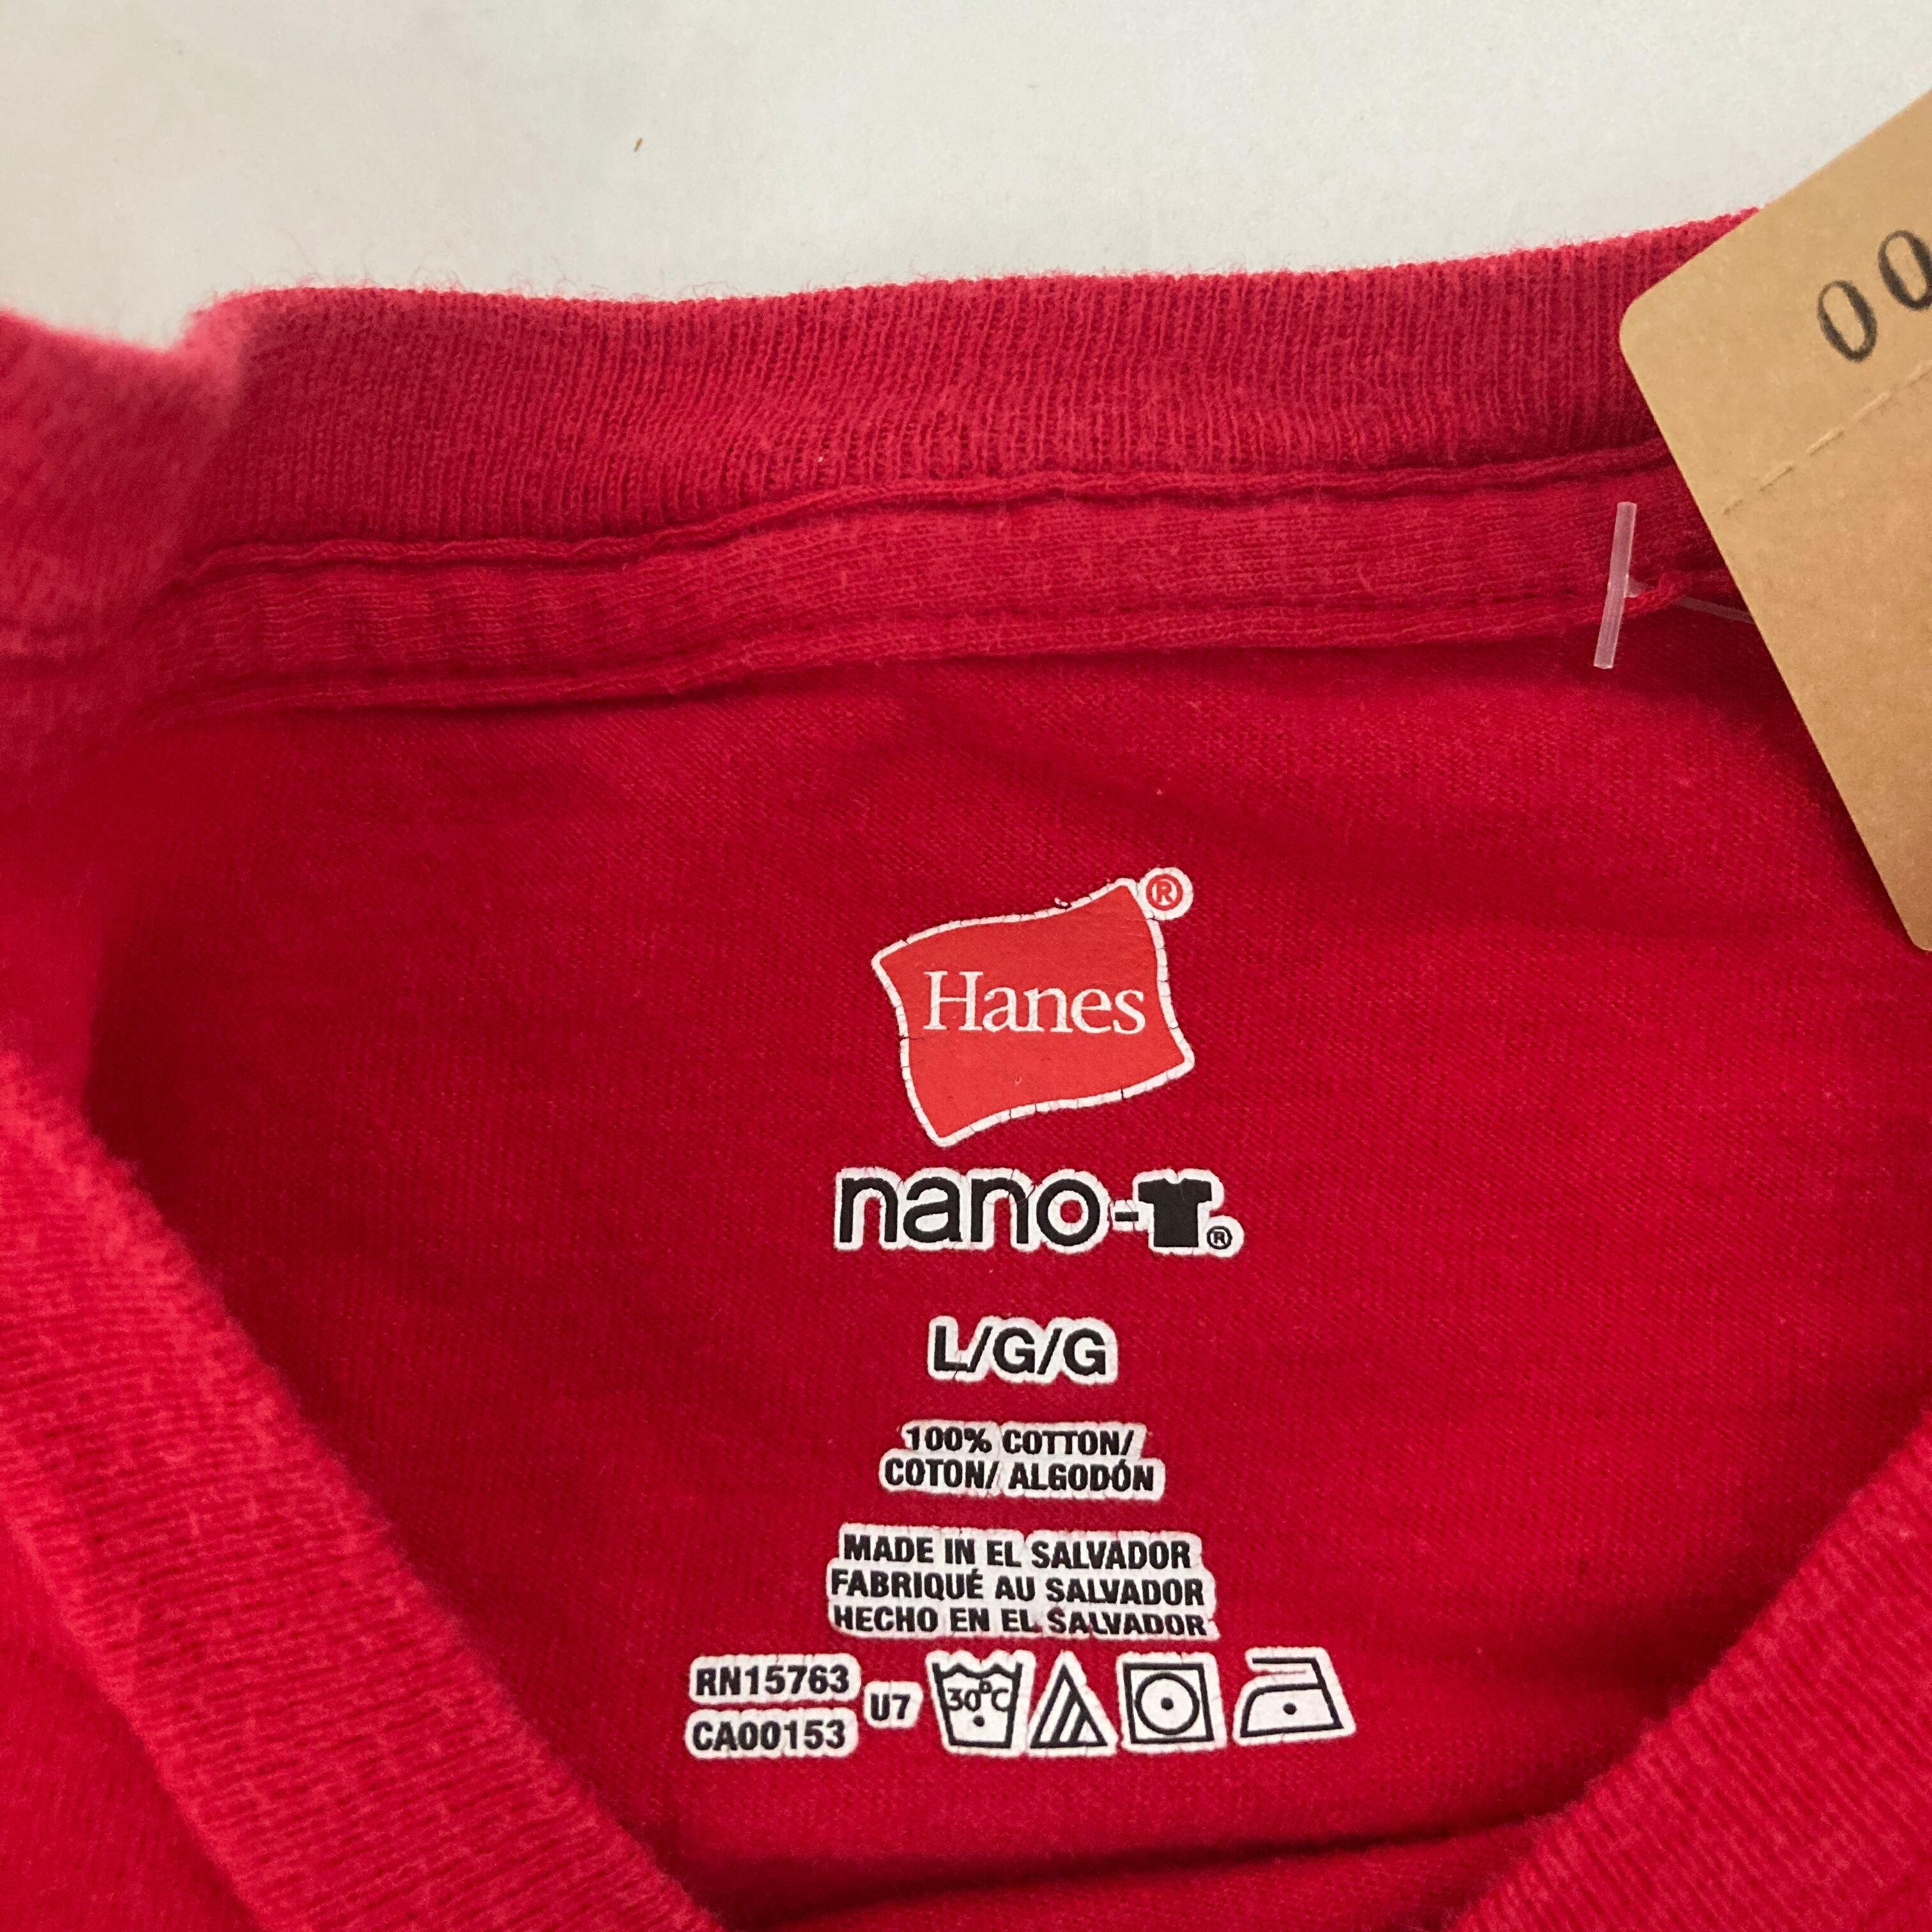 00
Hanes®
nano-®
L/G/G
100% COTTON/
COTON/ ALGODÓN
MADE IN EL SALVADOR
FABRIQUÉ AU SALVADOR
HECHO EN EL SALVADOR
RN15763
CA00153
U7
30°C